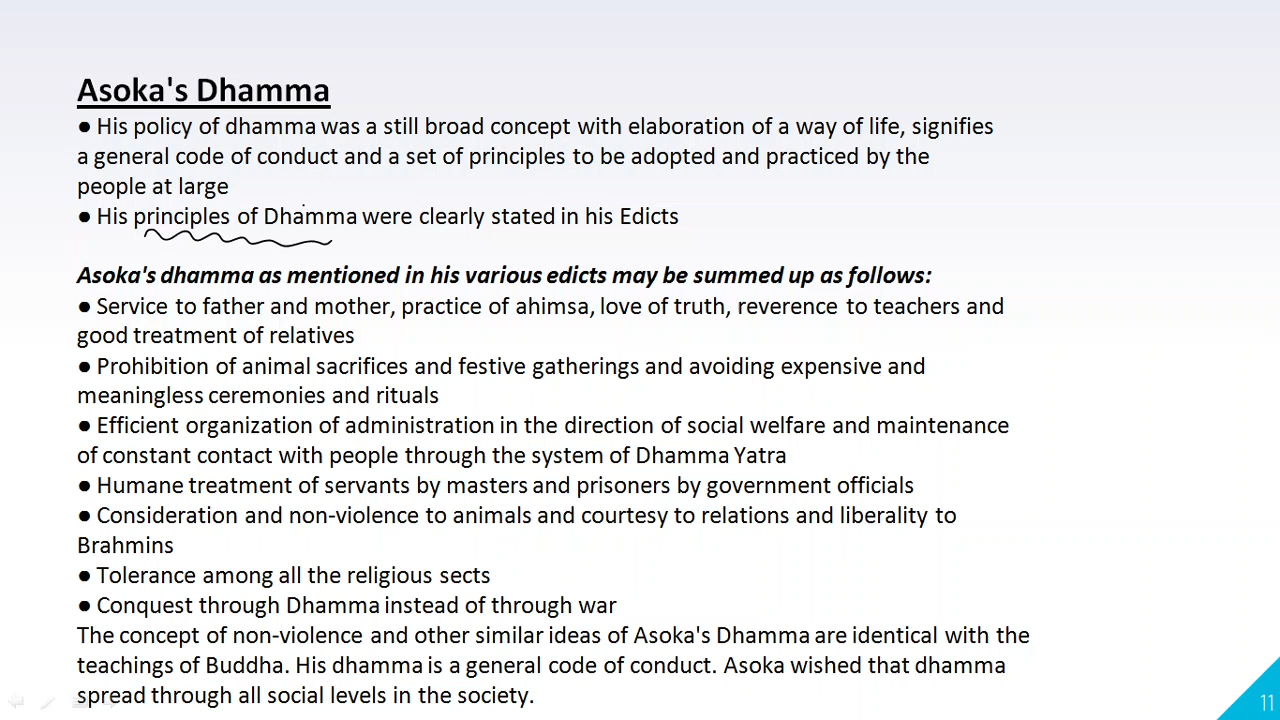 Asoka's Dhamma
● His policy of dhamma was a still broad concept with elaboration of a way of life, signifies
a general code of conduct and a set of principles to be adopted and practiced by the
people at large
● His principles of Dhamma were clearly stated in his Edicts
Asoka's dhamma as mentioned in his various edicts may be summed up as follows:
● Service to father and mother, practice of ahimsa, love of truth, reverence to teachers and
good treatment of relatives
● Prohibition of animal sacrifices and festive gatherings and avoiding expensive and
meaningless ceremonies and rituals
● Efficient organization of administration in the direction of social welfare and maintenance
of constant contact with people through the system of Dhamma Yatra
● Humane treatment of servants by masters and prisoners by government officials
● Consideration and non-violence to animals and courtesy to relations and liberality to
Brahmins
● Tolerance among all the religious sects
● Conquest through Dhamma instead of through war
The concept of non-violence and other similar ideas of Asoka's Dhamma are identical with the
teachings of Buddha. His dhamma is a general code of conduct. Asoka wished that dhamma
spread through all social levels in the society.
11